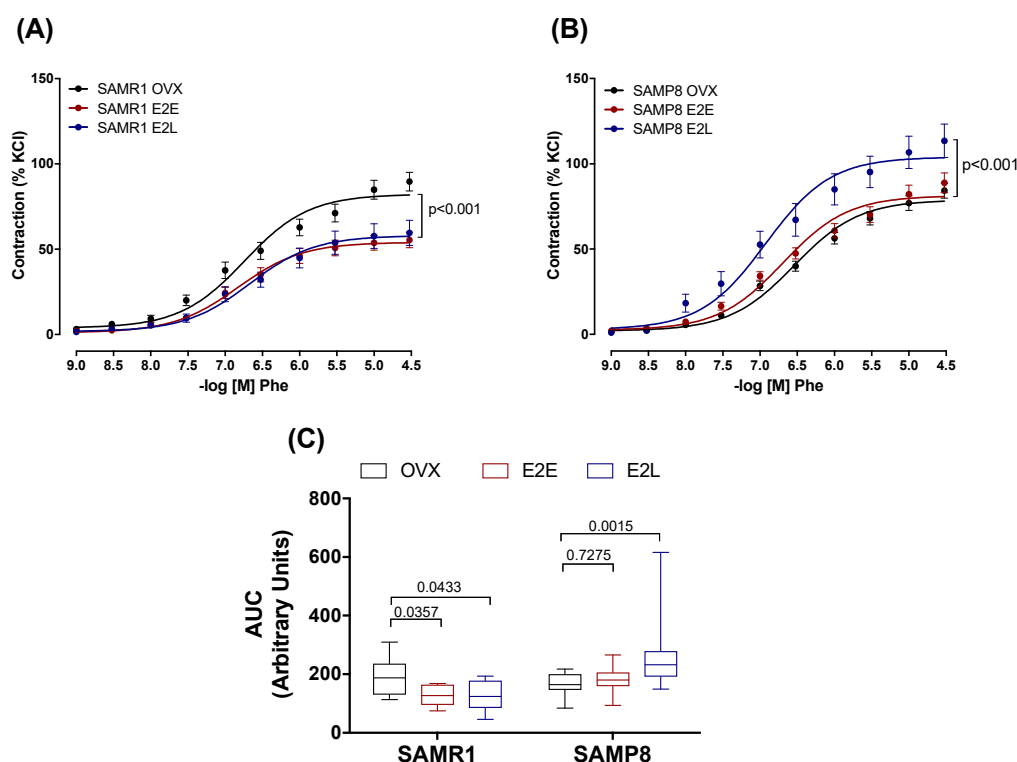 (A)
SAMR1 OVX
SAMR1 E2E
SAMR1 E2L
Contraction (% KCl)
150
100
50
0
p<0.001
9.0 8.5 8.0 7.5 7.0 6.5 6.0 5.5 5.0 4.5
-log [M] Phe
(B)
SAMP8 OVX
SAMP8 E2E
SAMP8 E2L
Contraction (% KCl)
150
100
50
0
p<0.001
9.0 8.5 8.0 7.5 7.0 6.5 6.0 5.5 5.0 4.5
-log [M] Phe
(C)
OVX E2E E2L
AUC
(Arbitrary Units)
800
600
400
200
0
0.0433
0.0357
0.0015
0.7275
SAMR1 SAMP8